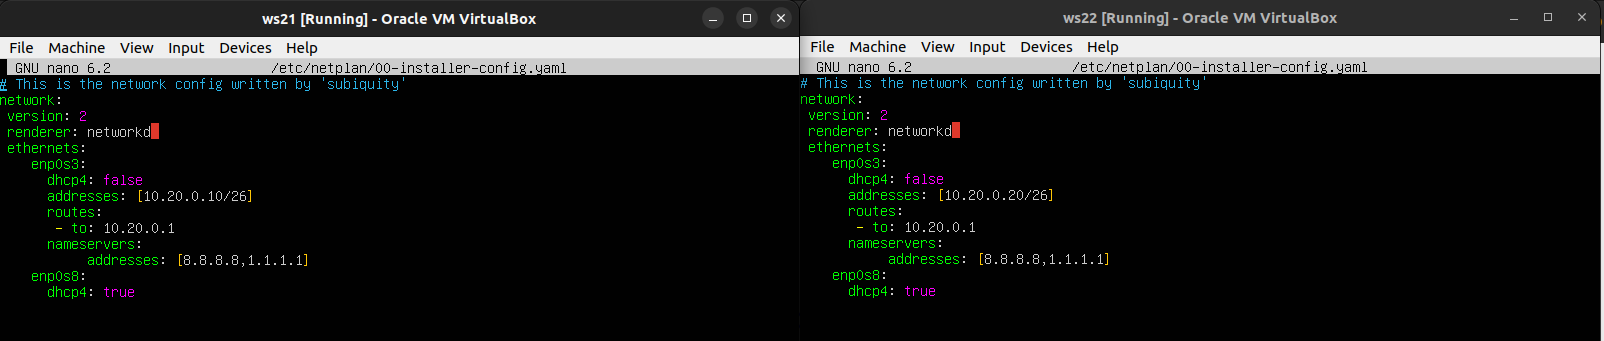 ws21 [Running] - Oracle VM VirtualBox
File Machine View Input Devices Help
GNU nano 6.2 /etc/netplan/00-installer-config.yaml
# This is the network config written by 'subiquity'
network:
 version: 2
 renderer: networkd
 ethernets:
    enp0s3:
      dhcp4: false
      addresses: [10.20.0.10/26]
      routes:
       - to: 10.20.0.1
      nameservers:
           addresses: [8.8.8.8,1.1.1.1]
    enp0s8:
      dhcp4: true
ws22 [Running] - Oracle VM VirtualBox
File Machine View Input Devices Help
GNU nano 6.2 /etc/netplan/00-installer-config.yaml
# This is the network config written by 'subiquity'
network:
 version: 2
 renderer: networkd
 ethernets:
    enp0s3:
      dhcp4: false
      addresses: [10.20.0.20/26]
      routes:
       - to: 10.20.0.1
      nameservers:
           addresses: [8.8.8.8,1.1.1.1]
    enp0s8:
      dhcp4: true